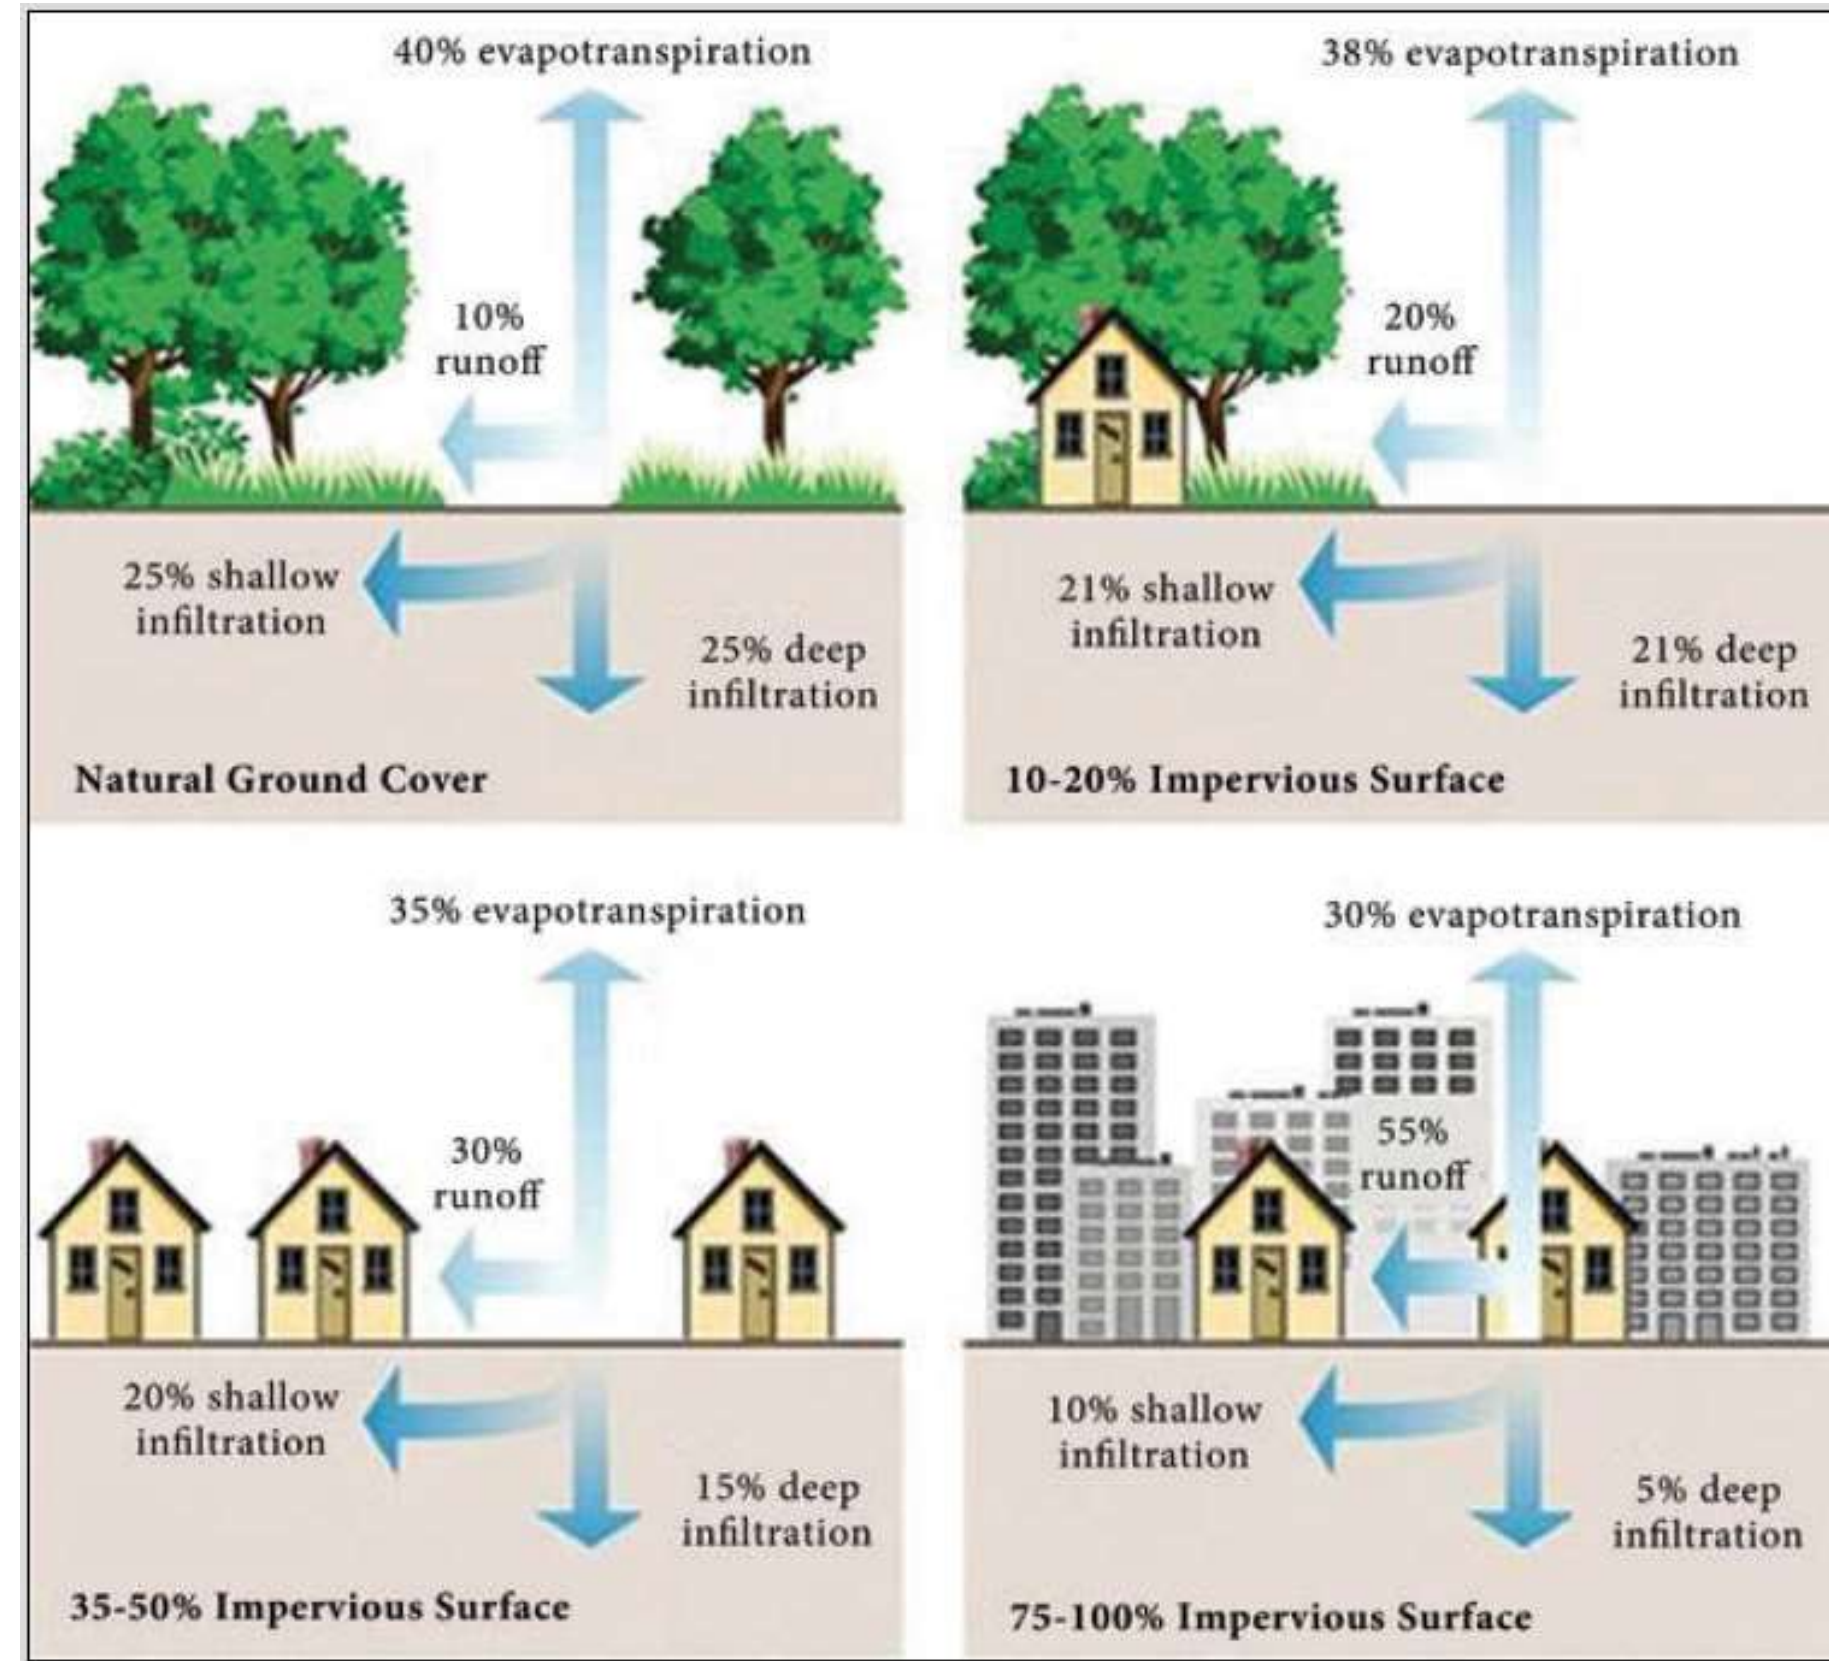 40% evapotranspiration
10%
runoff
25% shallow
infiltration
25% deep
infiltration
Natural Ground Cover
38% evapotranspiration
20%
runoff
21% shallow
infiltration
21% deep
infiltration
10-20% Impervious Surface
35% evapotranspiration
30%
runoff
20% shallow
infiltration
15% deep
infiltration
35-50% Impervious Surface
30% evapotranspiration
55%
runoff
10% shallow
infiltration
5% deep
infiltration
75-100% Impervious Surface